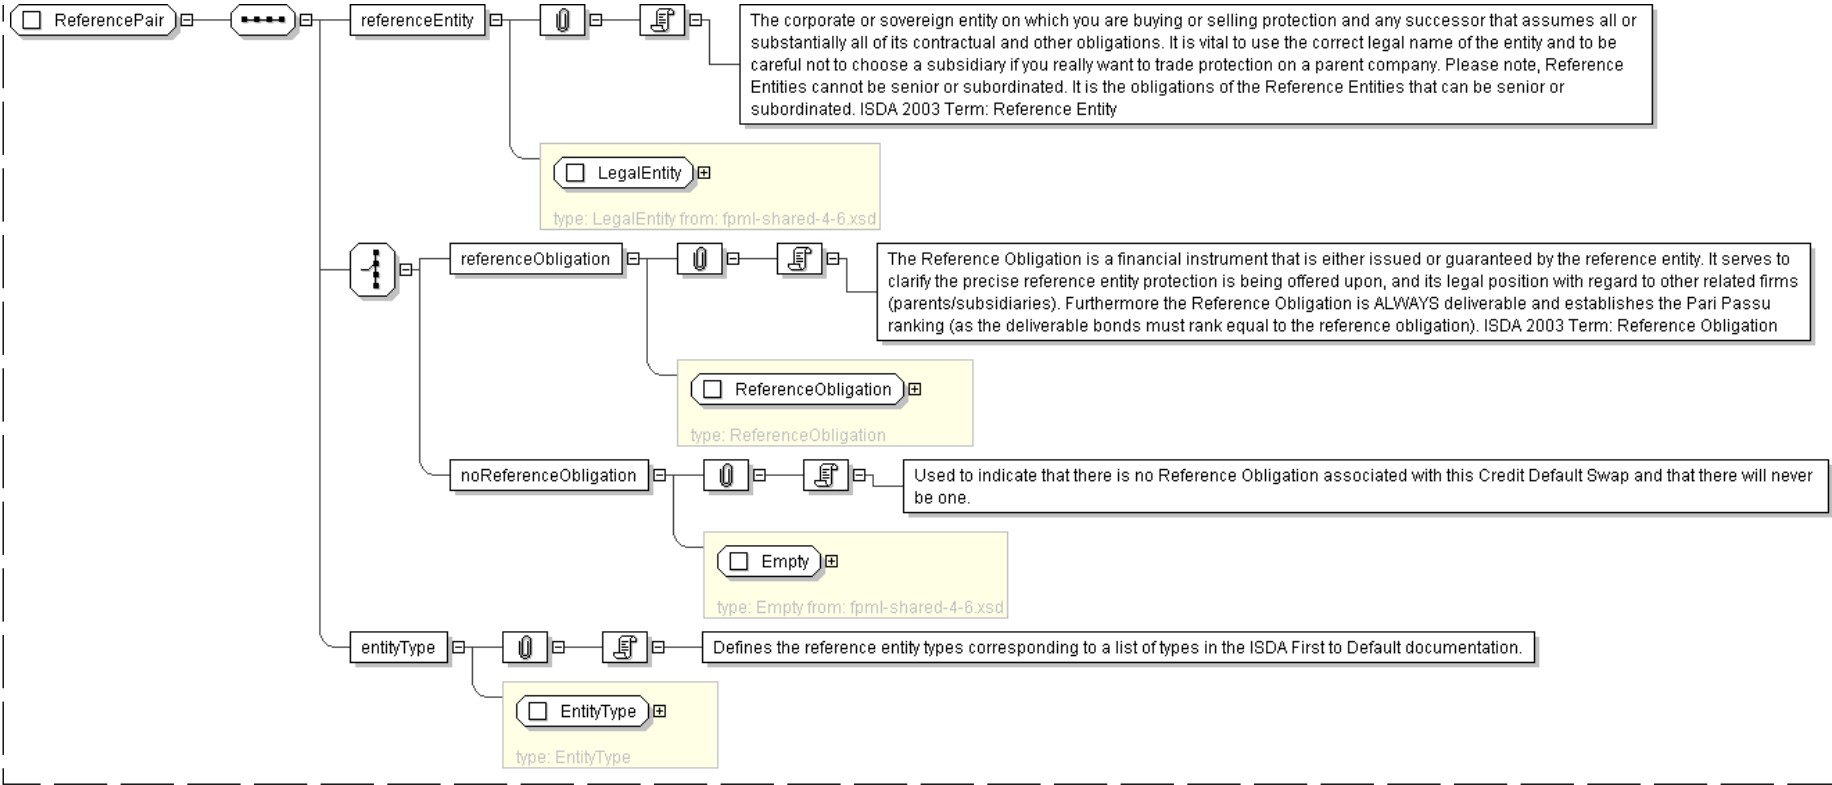 ReferencePair
referenceEntity
The corporate or sovereign entity on which you are buying or selling protection and any successor that assumes all or
substantially all of its contractual and other obligations. It is vital to use the correct legal name of the entity and to be
careful not to choose a subsidiary if you really want to trade protection on a parent company. Please note, Reference
Entities cannot be senior or subordinated. It is the obligations of the Reference Entities that can be senior or
subordinated. ISDA 2003 Term: Reference Entity
LegalEntity
type: LegalEntity from: fpml-shared-4-6.xsd
referenceObligation
The Reference Obligation is a financial instrument that is either issued or guaranteed by the reference entity. It serves to
clarify the precise reference entity protection is being offered upon, and its legal position with regard to other related firms
(parents/subsidiaries). Furthermore the Reference Obligation is ALWAYS deliverable and establishes the Pari Passu
ranking (as the deliverable bonds must rank equal to the reference obligation). ISDA 2003 Term: Reference Obligation
ReferenceObligation
type: ReferenceObligation
noReferenceObligation
Used to indicate that there is no Reference Obligation associated with this Credit Default Swap and that there will never
be one.
Empty
type: Empty from: fpml-shared-4-6.xsd
entityType
Defines the reference entity types corresponding to a list of types in the ISDA First to Default documentation.
EntityType
type: EntityType